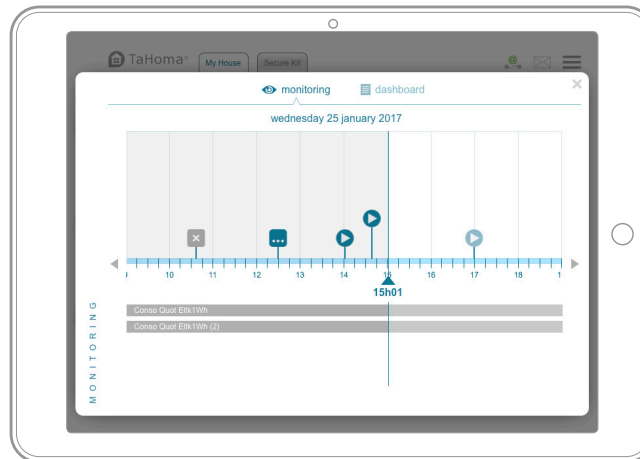 TaHoma®
My House
Secure Kit
@
monitoring
dashboard
wednesday 25 january 2017
10
11
12
13
14
15
16
17
18
1
15h01
MONITORING
Conso Quot Eltk1Wh
Conso Quot Eltk1Wh (2)